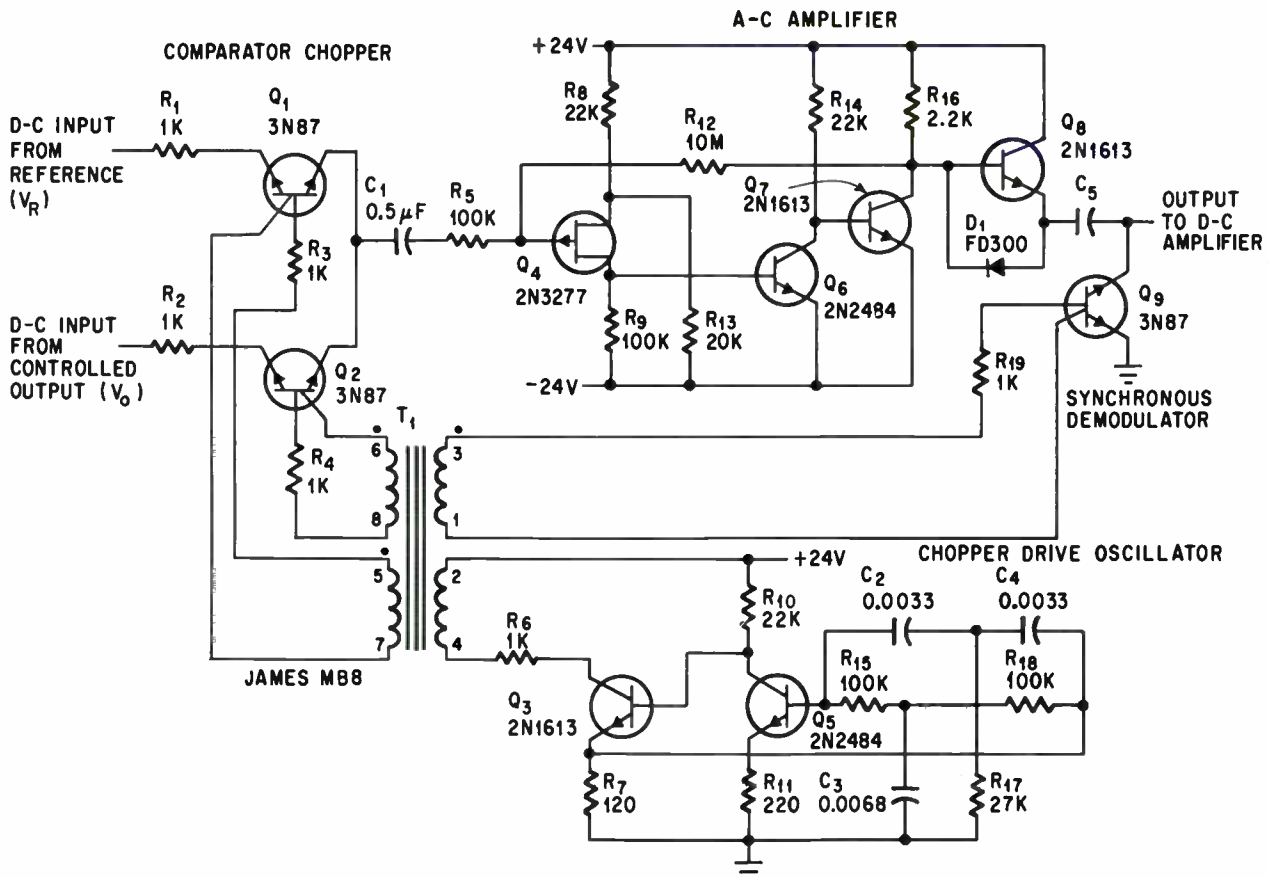 A-C AMPLIFIER
COMPARATOR CHOPPER
+24V
R8
22K
R14
22K
R16
2.2K
R1
1K
Q1
3N87
D-C INPUT
FROM
REFERENCE
(VR)
R12
10M
Q8
2N1613
C1
0.5 µF
R5
100K
Q7
2N1613
C5
OUTPUT
TO D-C
AMPLIFIER
D1
FD300
R3
1K
Q4
2N3277
Q6
2N2484
Q9
3N87
R2
1K
D-C INPUT
FROM
CONTROLLED
OUTPUT (Vo)
R9
100K
R13
20K
Q2
3N87
R19
1K
-24V
SYNCHRONOUS
DEMODULATOR
T1
R4
1K
6
8
3
1
5
7
2
4
+24V
CHOPPER DRIVE OSCILLATOR
C2
0.0033
C4
0.0033
R10
22K
R6
1K
R15
100K
R18
100K
JAMES MB8
Q3
2N1613
Q5
2N2484
R7
120
R11
220
C3
0.0068
R17
27K